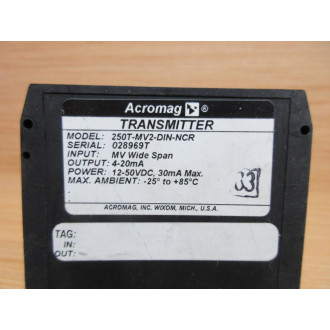 Acromag ®
TRANSMITTER
MODEL: 250T-MV2-DIN-NCR
SERIAL: 028969T
INPUT: MV Wide Span
OUTPUT: 4-20mA
POWER: 12-50VDC, 30mA Max.
MAX. AMBIENT: -25° to +85°C
33
ACROMAG, INC. WIXOM, MICH., U.S.A.
TAG:
IN:
OUT: